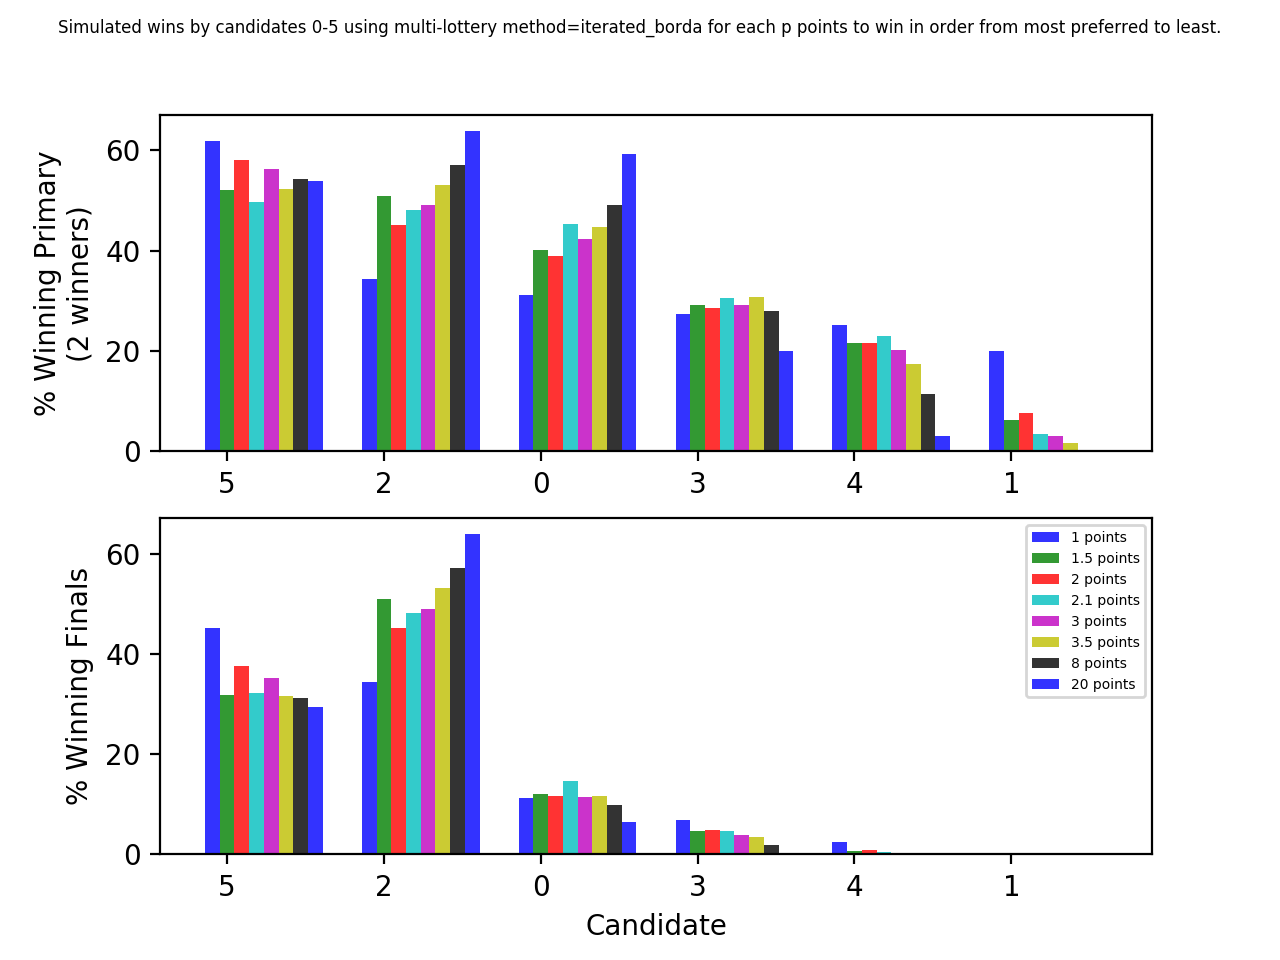 Simulated wins by candidates 0-5 using multi-lottery method=iterated_borda for each p points to win in order from most preferred to least.
% Winning Primary
(2 winners)
60
40
20
0
5 2 0 3 4 1
% Winning Finals
60
40
20
0
1 points
1.5 points
2 points
2.1 points
3 points
3.5 points
8 points
20 points
5 2 0 3 4 1
Candidate